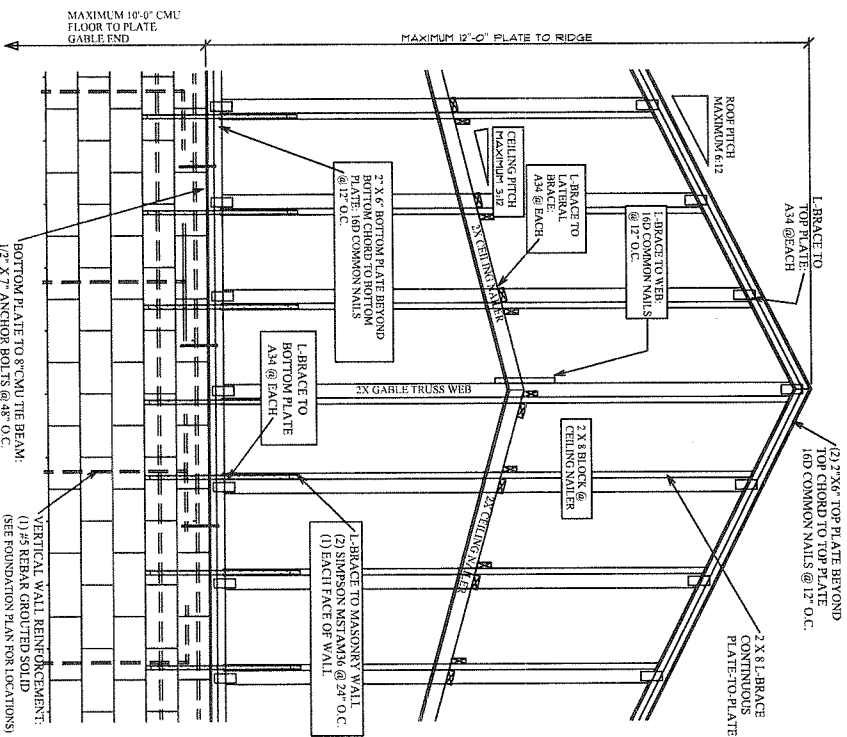 MAXIMUM 10'-0" CMU
FLOOR TO PLATE
GABLE END
MAXIMUM 12'-0" PLATE TO RIDGE
L-BRACE TO
TOP PLATE:
A34 @EACH
(2) 2"X6" TOP PLATE BEYOND
TOP CHORD TO TOP PLATE
16D COMMON NAILS @ 12" O.C.
ROOF PITCH
MAXIMUM 6:12
CEILING PITCH
MAXIMUM 3:12
L-BRACE TO
LATERAL
BRACE:
A34 @ EACH
L-BRACE TO WEB:
16D COMMON NAILS
@ 12" O.C.
2 X 8 L-BRACE
CONTINUOUS
PLATE-TO-PLATE
2" X 6" BOTTOM PLATE BEYOND
BOTTOM CHORD TO BOTTOM
PLATE: 16D COMMON NAILS
@ 12" O.C.
2X CEILING NAILER
2X GABLE TRUSS WEB
2 X 8 BLOCK @
CEILING NAILER
2X CEILING NAILER
L-BRACE TO
BOTTOM PLATE
A34 @ EACH
L-BRACE TO MASONRY WALL
(2) SIMPSON MSTAM36 @ 24" O.C.
(1) EACH FACE OF WALL
BOTTOM PLATE TO 8"CMU TIE BEAM:
1/2" X 7" ANCHOR BOLTS @ 48" O.C.
VERTICAL WALL REINFORCEMENT:
(1) #5 REBAR GROUTED SOLID
(SEE FOUNDATION PLAN FOR LOCATIONS)